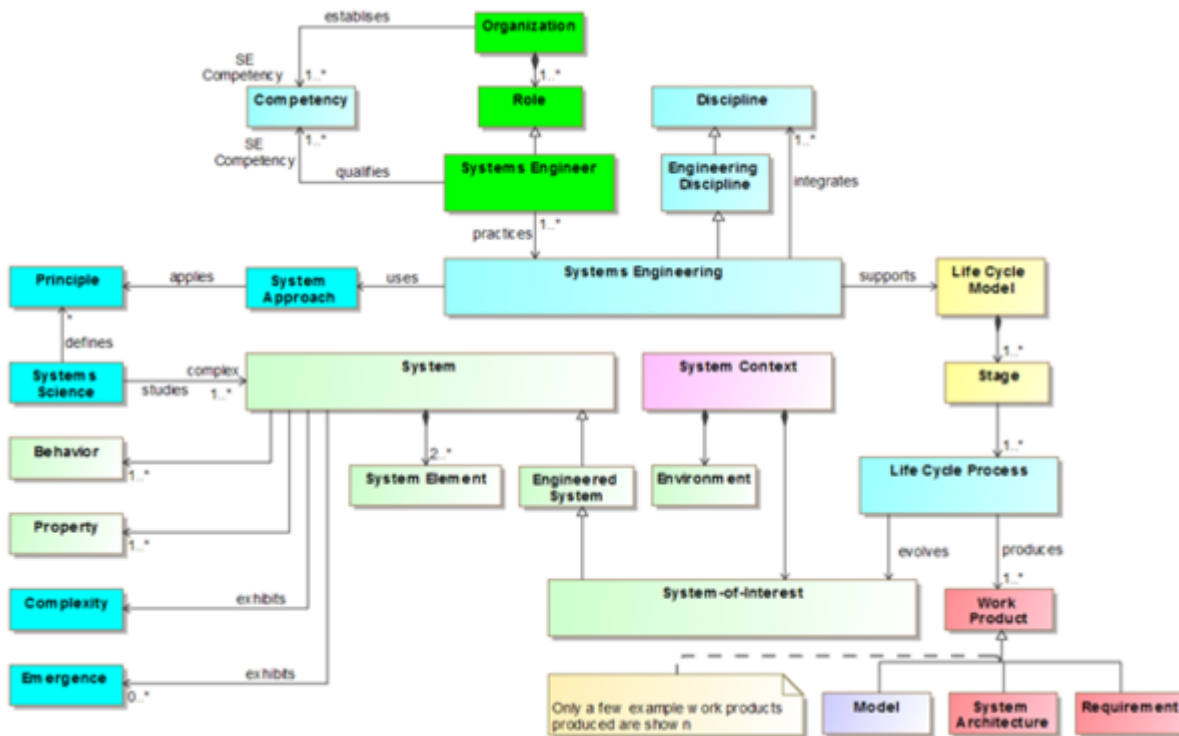 establises
Organization
SE
Competency
1..*
1..*
Competency
Role
Discipline
1..*
SE
Competency
1..*
Systems Engineer
Engineering
Discipline
integrates
qualifies
1..*
practices
Principle
applies
System
Approach
uses
Systems Engineering
supports
Life Cycle
Model
*
defines
1..*
Systems
Science
complex
studies
1..*
System
System Context
Stage
Behavior
1..*
2..*
System Element
Engineered
System
Environment
1..*
Life Cycle Process
Property
1..*
evolves
produces
1..*
Complexity
exhibits
System-of-Interest
Work
Product
Emergence
0..*
exhibits
Only a few example work products
produced are shown
Model
System
Architecture
Requirement